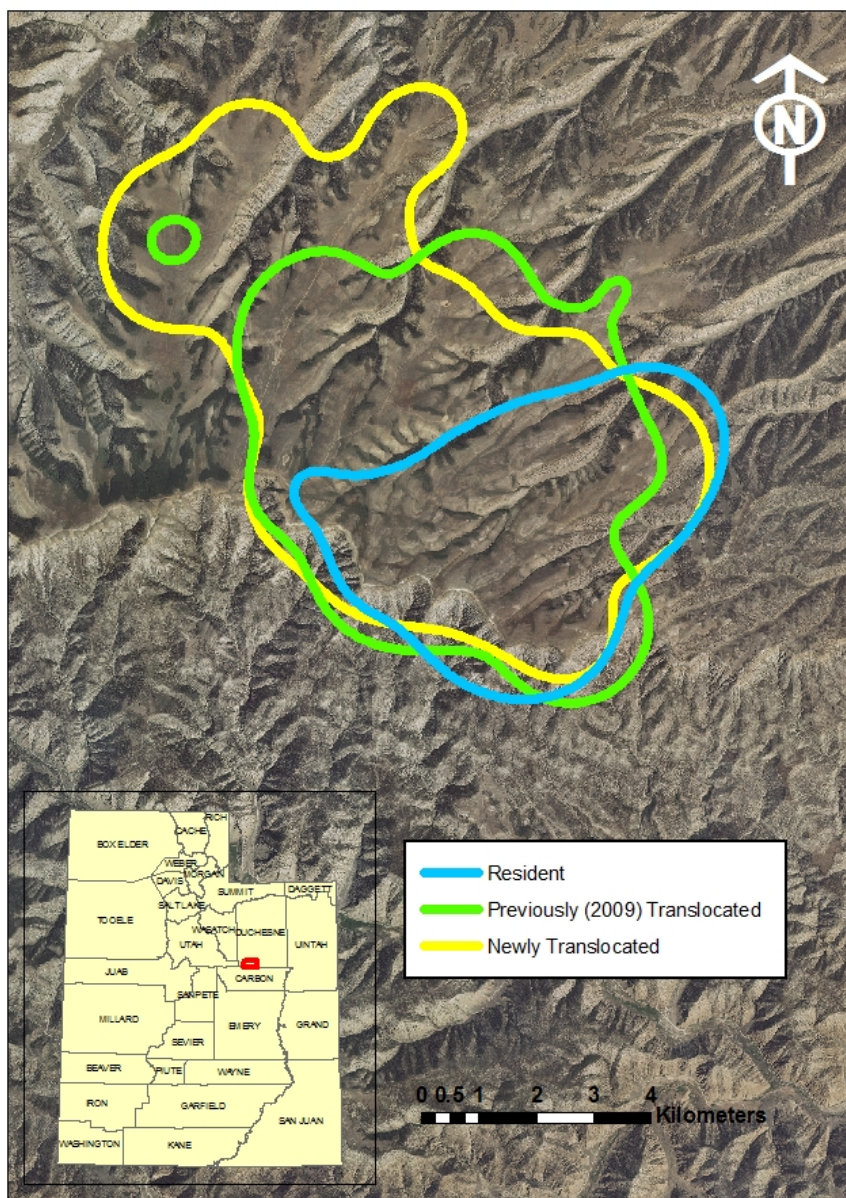 N
Resident
Previously (2009) Translocated
Newly Translocated
RICH
CACHE
BOX ELDER
WEBER
MORGAN
DAVIS
DAGGETT
SUMMIT
SALT LAKE
TOOELE
WASATCH
DUCHESNE
UTAH
UINTAH
JUAB
CARBON
SANPETE
MILLARD
EMERY
GRAND
SEVIER
BEAVER
PIUTE
WAYNE
IRON
GARFIELD
SAN JUAN
WASHINGTON
KANE
0 0.5 1 2 3 4
Kilometers